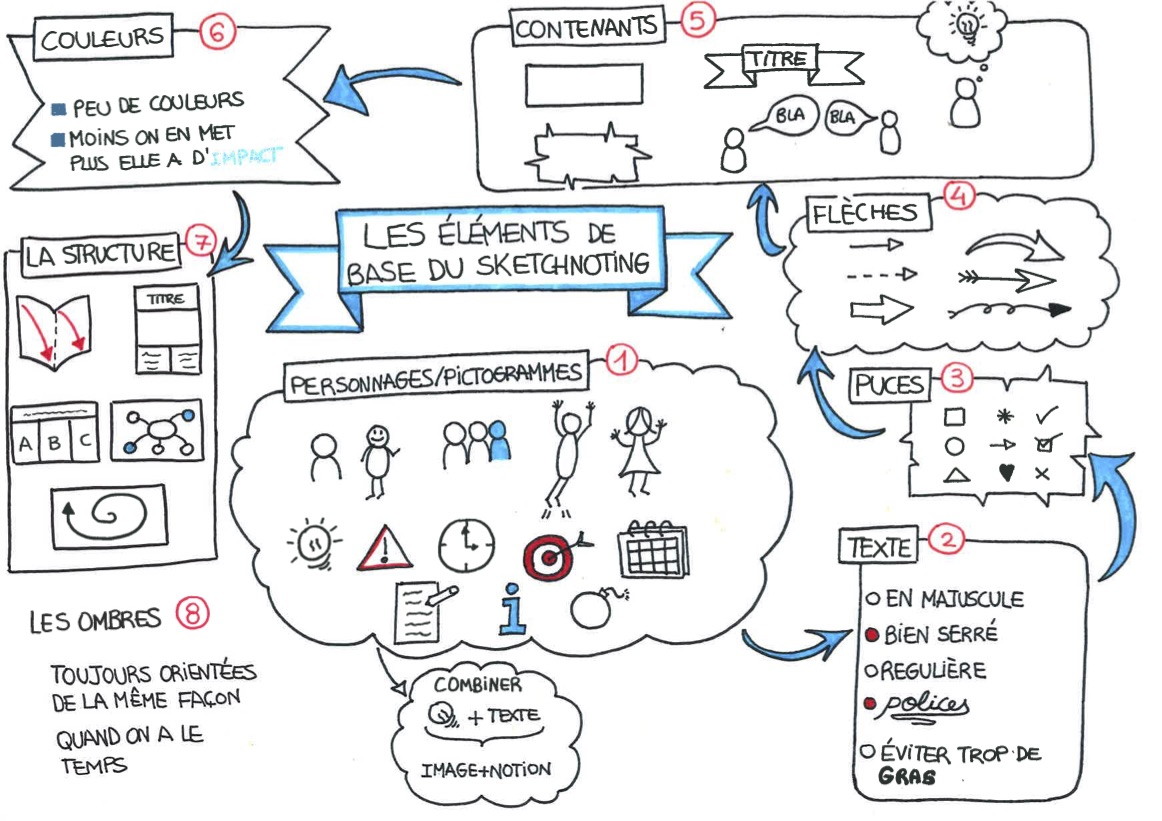 LES ÉLÉMENTS DE
BASE DU SKETCHNOTING
PERSONNAGES/PICTOGRAMMES 1
COMBINER
+ TEXTE
IMAGE+NOTION
TEXTE 2
EN MAJUSCULE
BIEN SERRÉ
REGULIÈRE
polices
ÉVITER TROP DE
GRAS
PUCES 3
FLÈCHES 4
CONTENANTS 5
TITRE
BLA
BLA
COULEURS 6
PEU DE COULEURS
MOINS ON EN MET
PLUS ELLE A D'IMPACT
LA STRUCTURE 7
TITRE
A B C
LES OMBRES 8
TOUJOURS ORIENTÉES
DE LA MÊME FAÇON
QUAND ON A LE
TEMPS